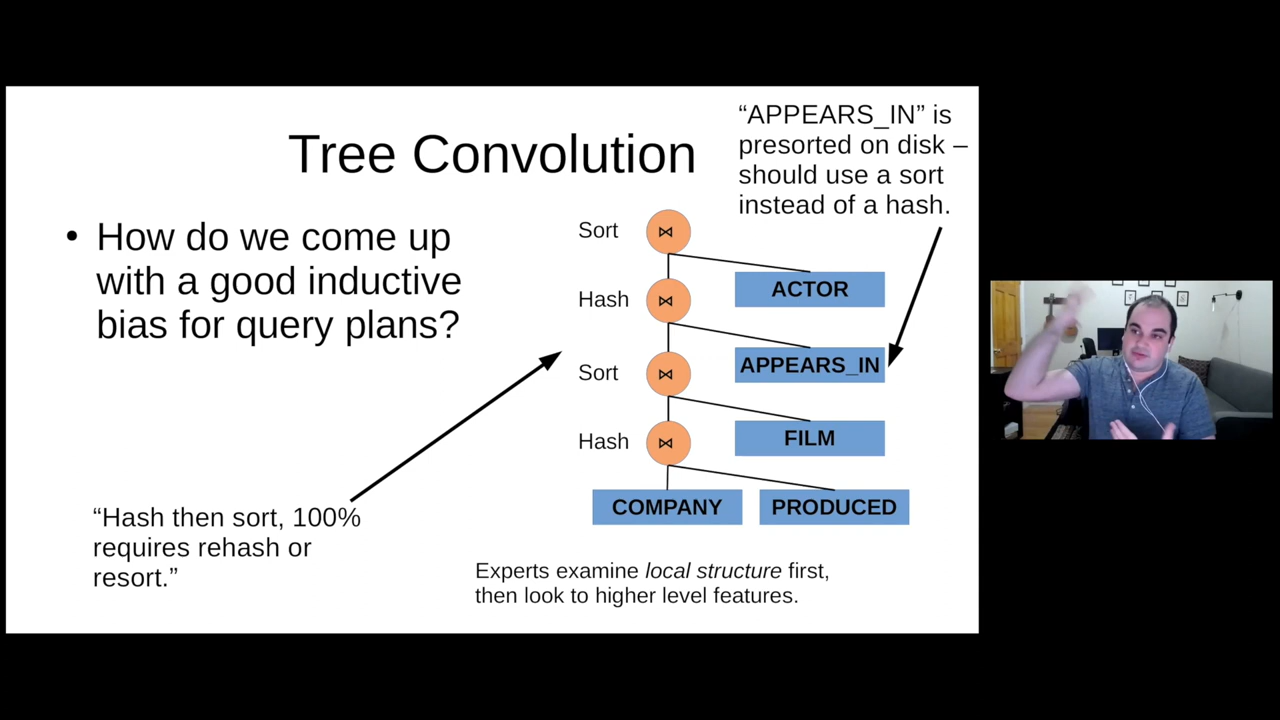 Tree Convolution
• How do we come up
with a good inductive
bias for query plans?
“APPEARS_IN” is
presorted on disk –
should use a sort
instead of a hash.
Sort ⋈
ACTOR
Hash ⋈
APPEARS_IN
Sort ⋈
FILM
Hash ⋈
COMPANY PRODUCED
“Hash then sort, 100%
requires rehash or
resort.”
Experts examine local structure first,
then look to higher level features.